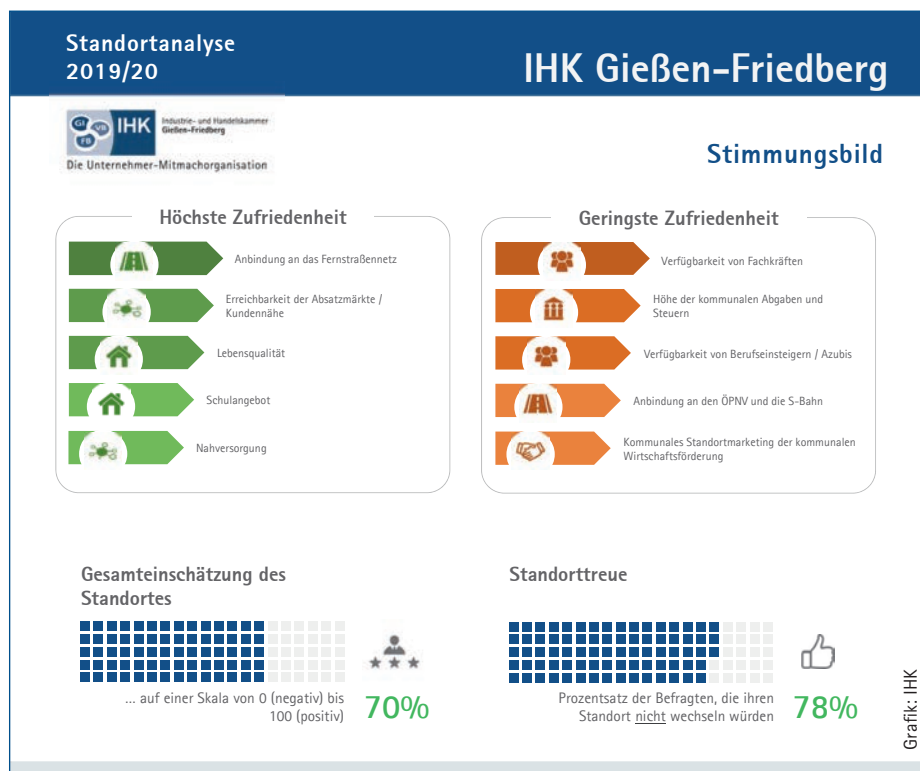 Standortanalyse
2019/20
IHK Gießen-Friedberg
GI
VB
FB
IHK
Industrie- und Handelskammer
Gießen-Friedberg
Die Unternehmer-Mitmachorganisation
Stimmungsbild
Höchste Zufriedenheit
Anbindung an das Fernstraßennetz
Erreichbarkeit der Absatzmärkte /
Kundennähe
Lebensqualität
Schulangebot
Nahversorgung
Geringste Zufriedenheit
Verfügbarkeit von Fachkräften
Höhe der kommunalen Abgaben und
Steuern
Verfügbarkeit von Berufseinsteigern / Azubis
Anbindung an den ÖPNV und die S-Bahn
Kommunales Standortmarketing der kommunalen
Wirtschaftsförderung
Gesamteinschätzung des
Standortes
... auf einer Skala von 0 (negativ) bis
100 (positiv)
70%
Standorttreue
Prozentsatz der Befragten, die ihren
Standort nicht wechseln würden
78%
Grafik: IHK